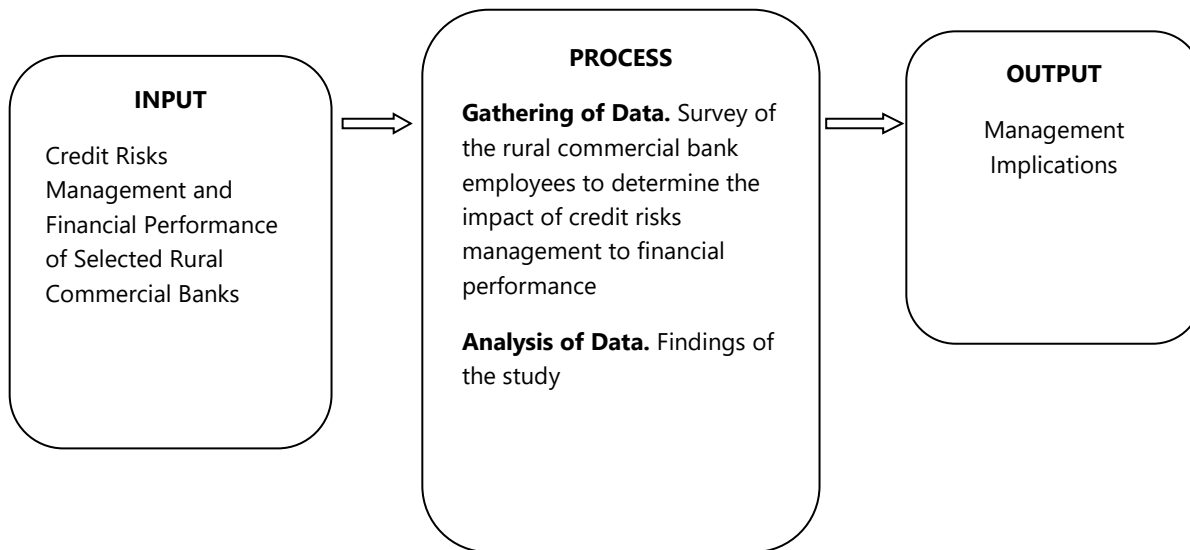 INPUT
Credit Risks
Management and
Financial Performance
of Selected Rural
Commercial Banks
PROCESS
Gathering of Data. Survey of
the rural commercial bank
employees to determine the
impact of credit risks
management to financial
performance
Analysis of Data. Findings of
the study
OUTPUT
Management
Implications